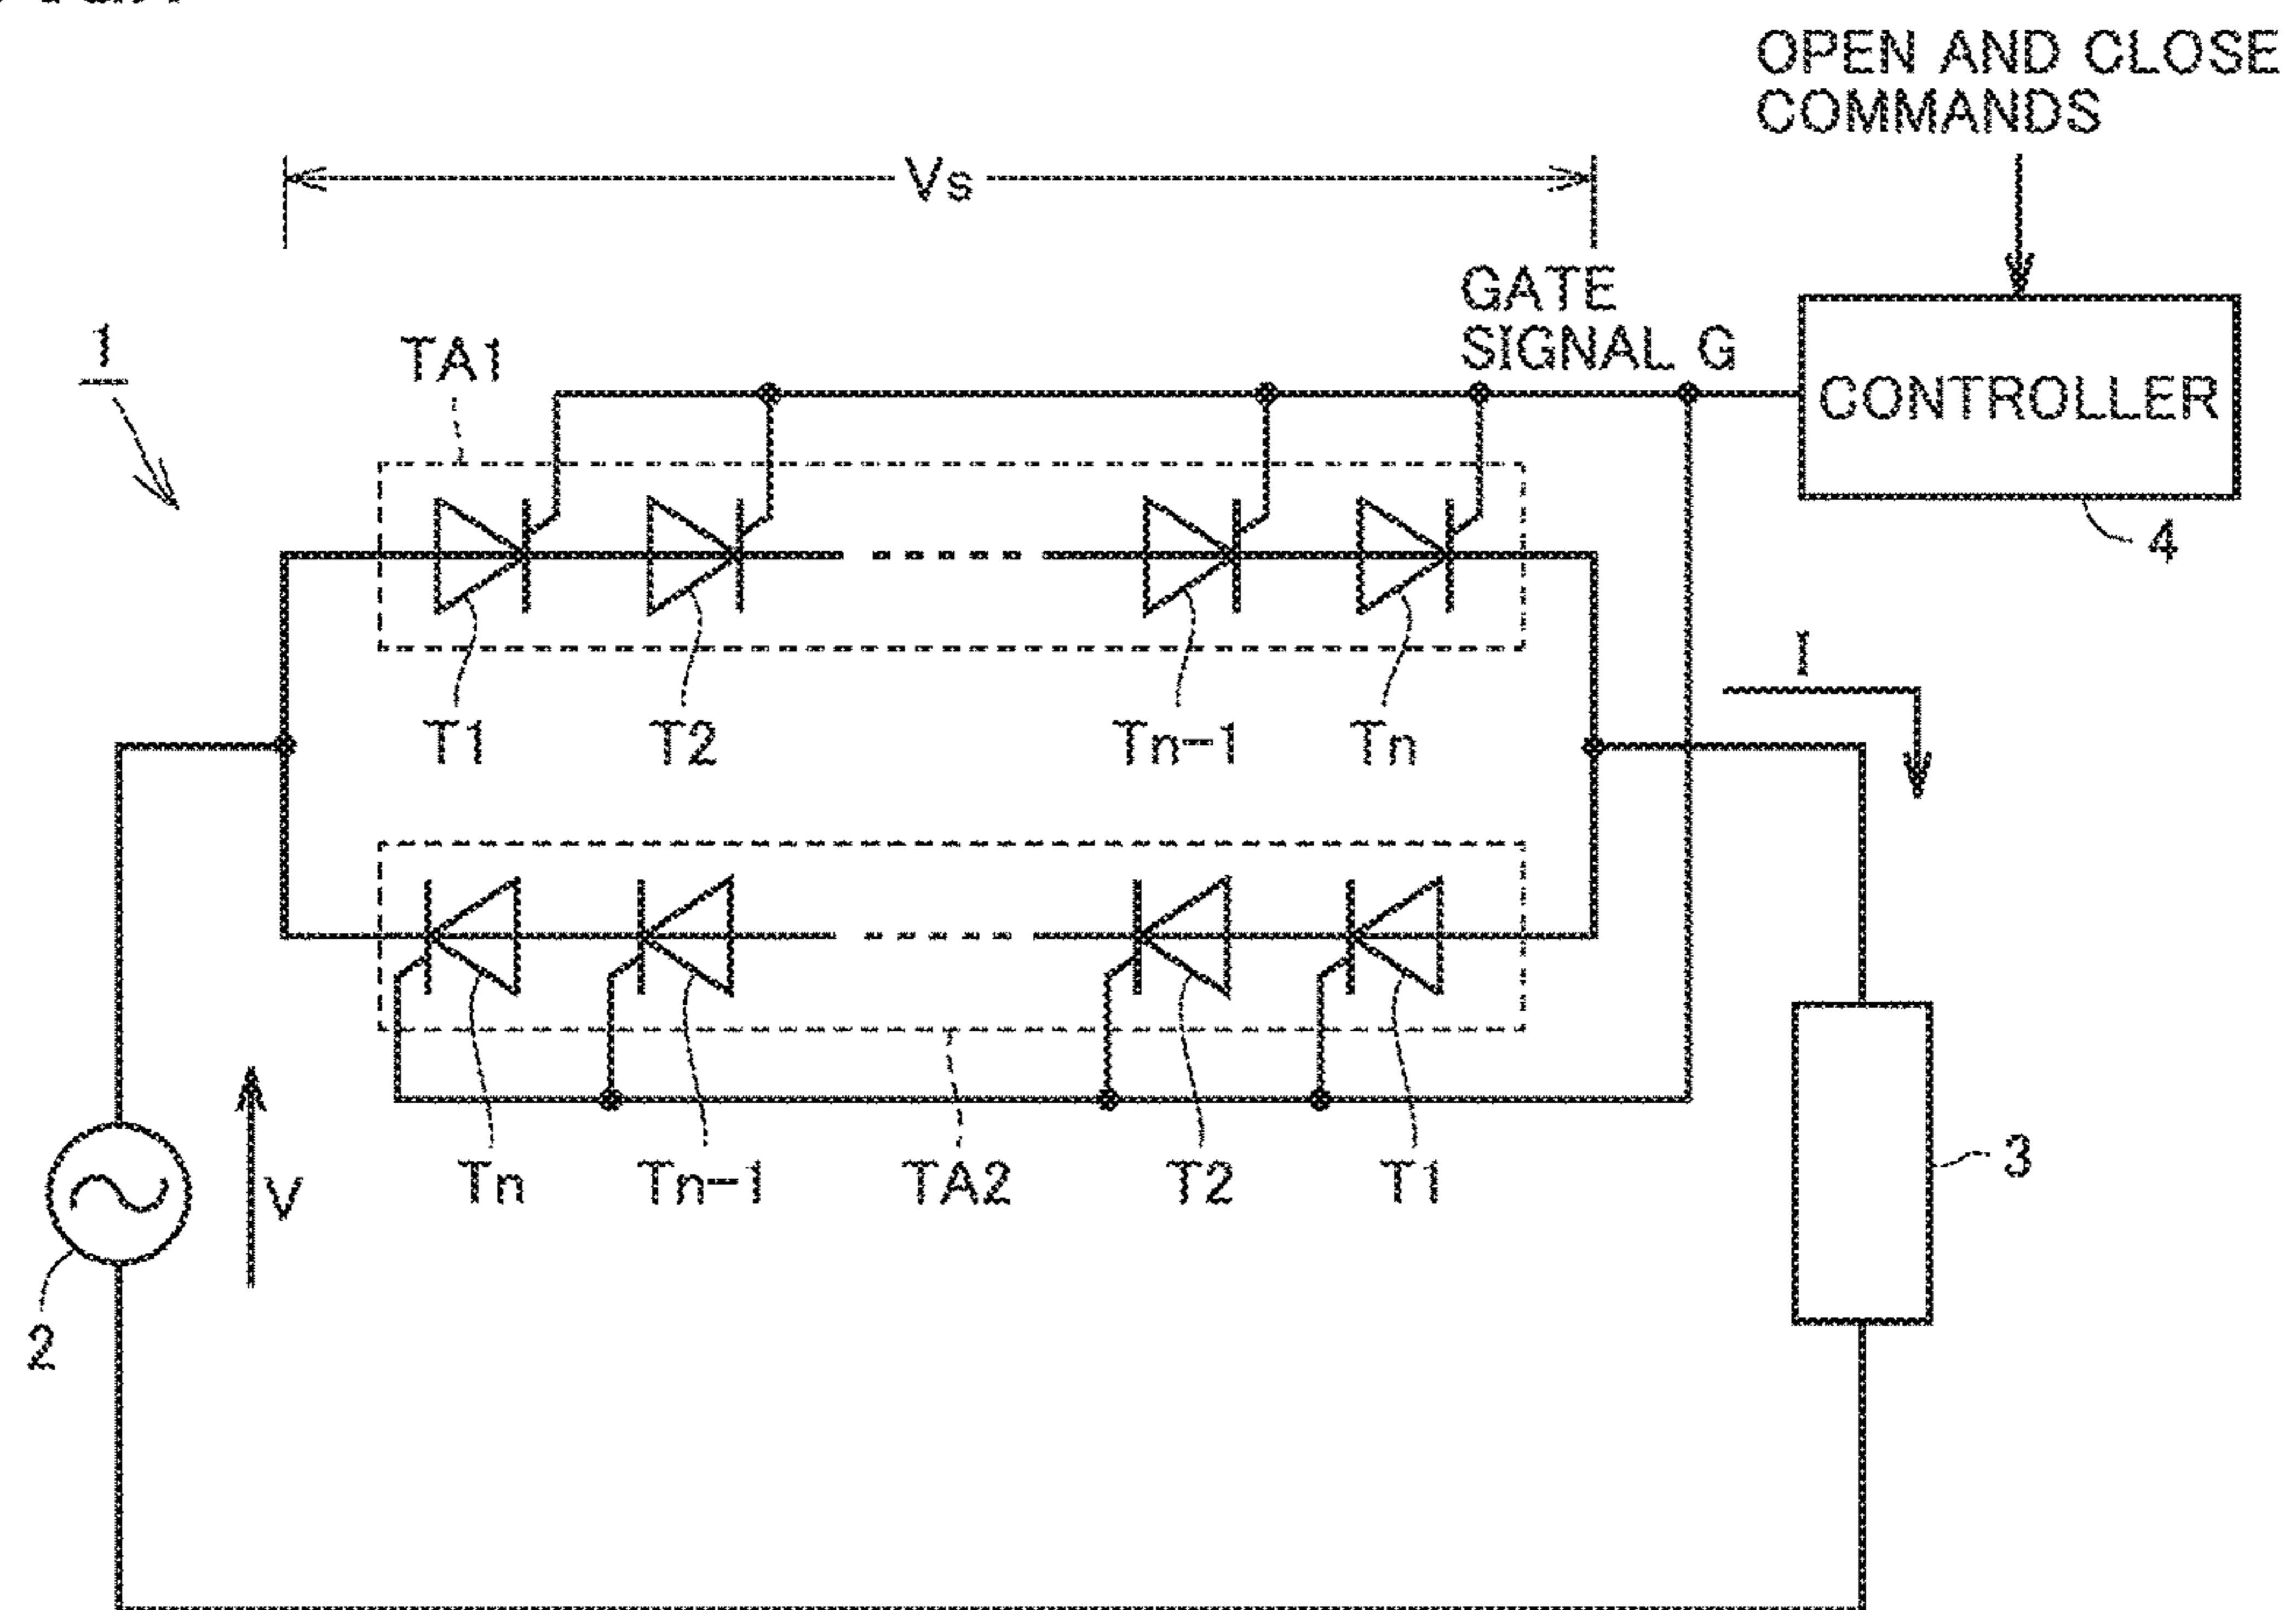 OPEN AND CLOSE
COMMANDS
Vs
GATE
SIGNAL G
1
TA1
CONTROLLER
4
I
T1
T2
Tn-1
Tn
V
Tn
Tn-1
TA2
T2
T1
3
2